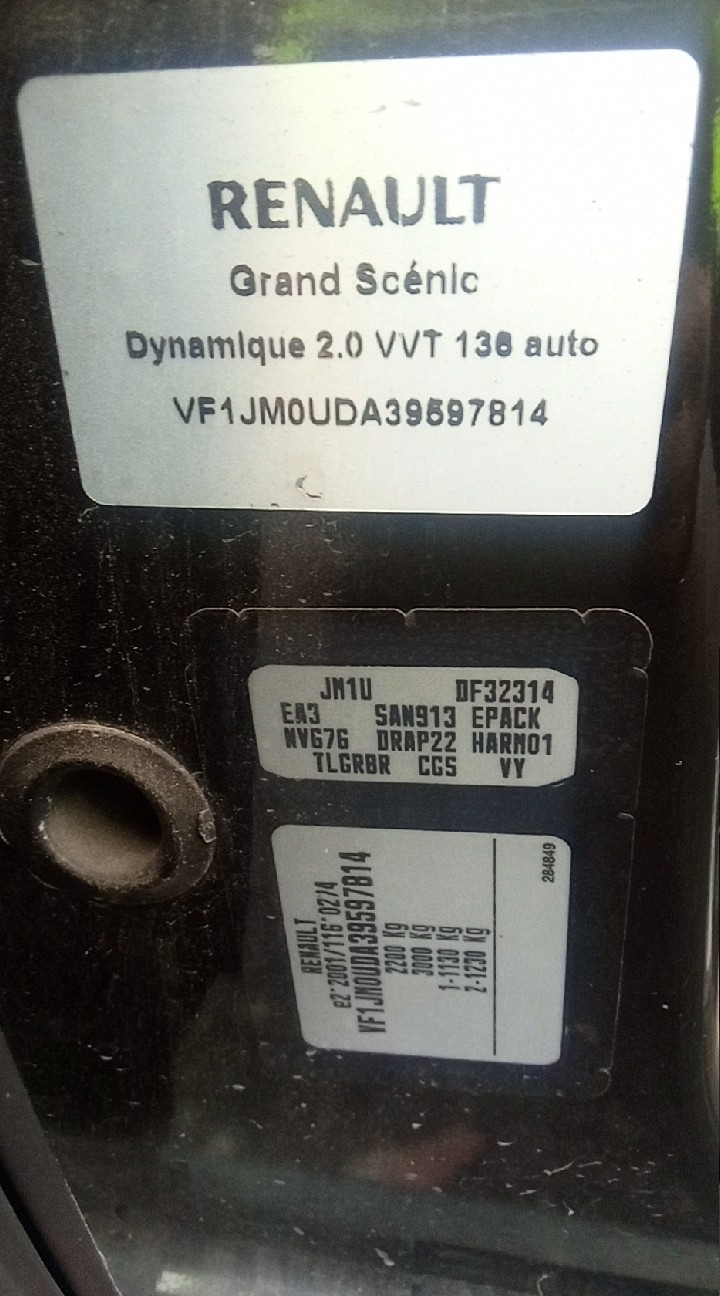 RENAULT
Grand Scénic
Dynamique 2.0 VVT 136 auto
VF1JM0UDA39597814
JM1U DF32314
EA3 SAN913 EPACK
NV676 DRAP22 HARM01
TLGRBR CGS VY
RENAULT
e2*2001/116*0274
VF1JM0UDA39597814
2200 Kg
3000 Kg
1-1130 Kg
2-1230 Kg
284849